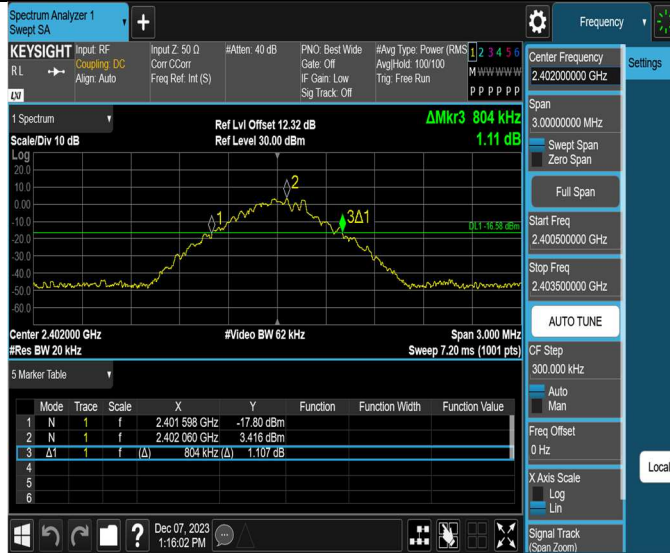 Spectrum Analyzer 1
Swept SA
Frequency
KEYSIGHT
RL
LXI
Input: RF
Coupling: DC
Align: Auto
Input Z: 50 Ω
Corr CCorr
Freq Ref: Int (S)
#Atten: 40 dB
PNO: Best Wide
Gate: Off
IF Gain: Low
Sig Track: Off
#Avg Type: Power (RMS
Avg|Hold: 100/100
Trig: Free Run
1 2 3 4 5 6
M W W W W W
P P P P P P
1 Spectrum
Scale/Div 10 dB
Ref Lvl Offset 12.32 dB
Ref Level 30.00 dBm
ΔMkr3 804 kHz
1.11 dB
Log
20.0
10.0
0.00
-10.0
-20.0
-30.0
-40.0
-50.0
-60.0
1
2
3Δ1
DL1 -16.58 dBm
Center 2.402000 GHz
#Video BW 62 kHz
Span 3.000 MHz
#Res BW 20 kHz
Sweep 7.20 ms (1001 pts)
5 Marker Table
Mode Trace Scale X Y Function Function Width Function Value
1 N 1 f 2.401 598 GHz -17.80 dBm
2 N 1 f 2.402 060 GHz 3.416 dBm
3 Δ1 1 f (Δ) 804 kHz (Δ) 1.107 dB
4
5
6
Dec 07, 2023
1:16:02 PM
?
Center Frequency
2.402000000 GHz
Settings
Span
3.00000000 MHz
Swept Span
Zero Span
Full Span
Start Freq
2.400500000 GHz
Stop Freq
2.403500000 GHz
AUTO TUNE
CF Step
300.000 kHz
Auto
Man
Freq Offset
0 Hz
Local
X Axis Scale
Log
Lin
Signal Track
(Span Zoom)